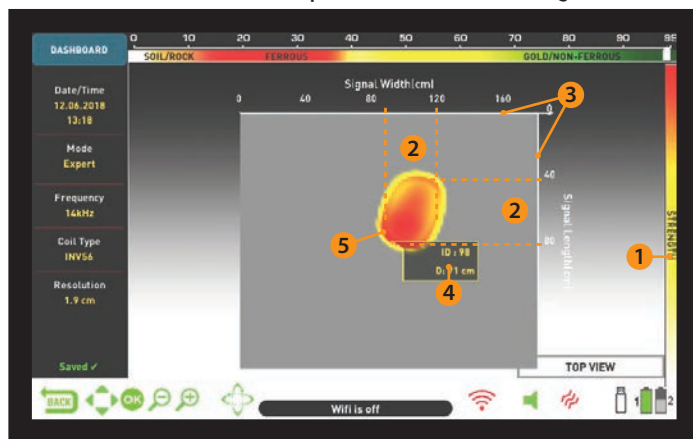 DASHBOARD
0 10 20 30 40 50 60 70 80 90 99
SOIL/ROCK FERROUS GOLD/NON-FERROUS
Date/Time
12.06.2018
13:18
Mode
Expert
Frequency
14kHz
Coil Type
INV56
Resolution
1.9 cm
Saved ✓
Signal Width(cm)
0 40 80 120 160
0
40
80
Signal Length(cm)
STRENGTH
3
2
2
1
5
4
ID : 98
TOP VIEW
BACK
OK
Wifi is off
1
2